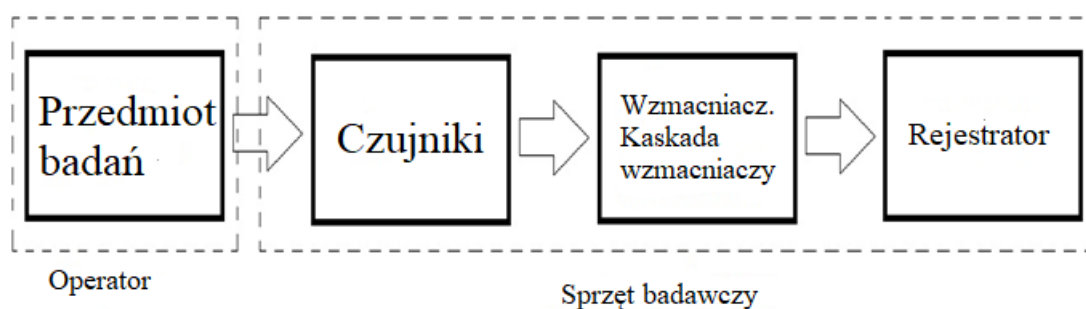 Przedmiot
badań
Czujniki
Wzmacniacz.
Kaskada
wzmacniaczy
Rejestrator
Operator
Sprzęt badawczy